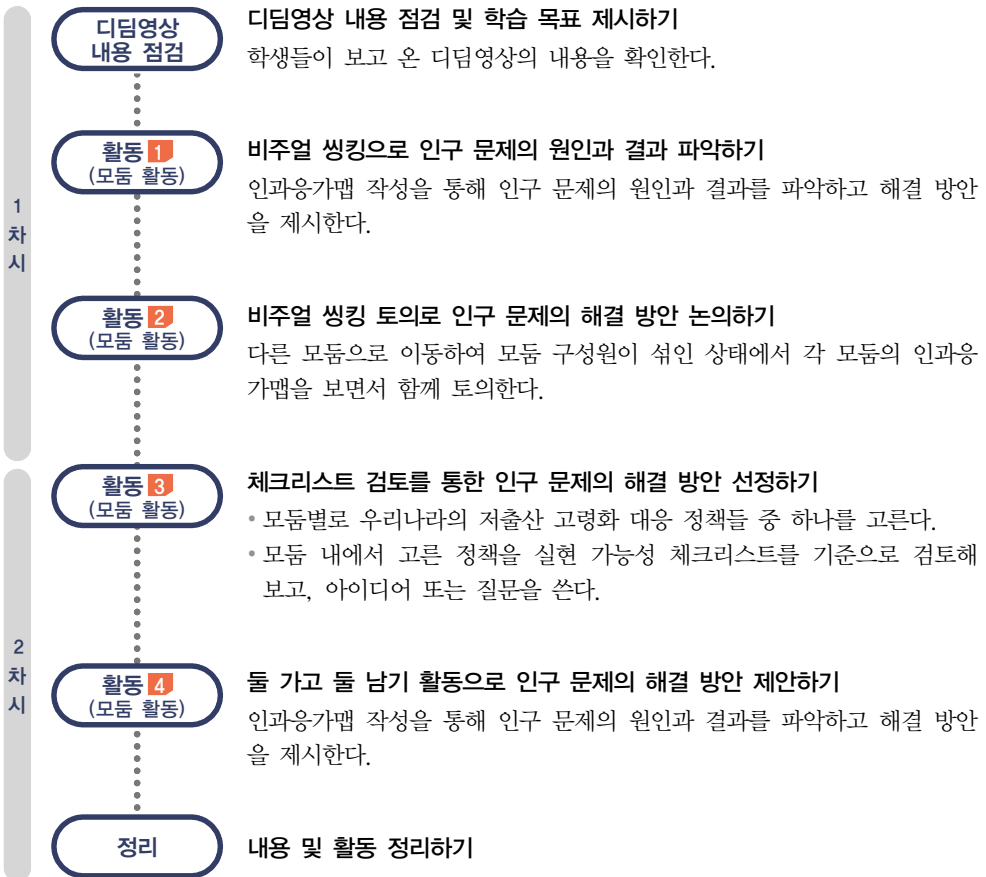 1
차
시
디딤영상
내용 점검
디딤영상 내용 점검 및 학습 목표 제시하기
학생들이 보고 온 디딤영상의 내용을 확인한다.
활동 1
(모둠 활동)
비주얼 씽킹으로 인구 문제의 원인과 결과 파악하기
인과응가맵 작성을 통해 인구 문제의 원인과 결과를 파악하고 해결 방안
을 제시한다.
활동 2
(모둠 활동)
비주얼 씽킹 토의로 인구 문제의 해결 방안 논의하기
다른 모둠으로 이동하여 모둠 구성원이 섞인 상태에서 각 모둠의 인과응
가맵을 보면서 함께 토의한다.
2
차
시
활동 3
(모둠 활동)
체크리스트 검토를 통한 인구 문제의 해결 방안 선정하기
• 모둠별로 우리나라의 저출산 고령화 대응 정책들 중 하나를 고른다.
• 모둠 내에서 고른 정책을 실현 가능성 체크리스트를 기준으로 검토해
보고, 아이디어 또는 질문을 쓴다.
활동 4
(모둠 활동)
둘 가고 둘 남기 활동으로 인구 문제의 해결 방안 제안하기
인과응가맵 작성을 통해 인구 문제의 원인과 결과를 파악하고 해결 방안
을 제시한다.
정리
내용 및 활동 정리하기